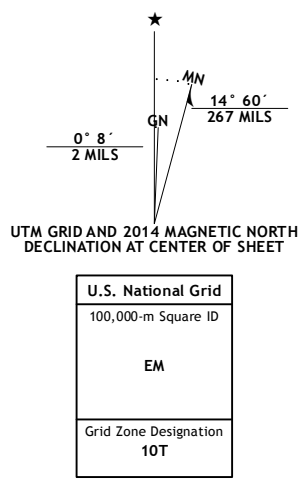 ★
MN
GN
14° 60´
267 MILS
0° 8´
2 MILS
UTM GRID AND 2014 MAGNETIC NORTH
DECLINATION AT CENTER OF SHEET
U.S. National Grid
100,000-m Square ID
EM
Grid Zone Designation
10T